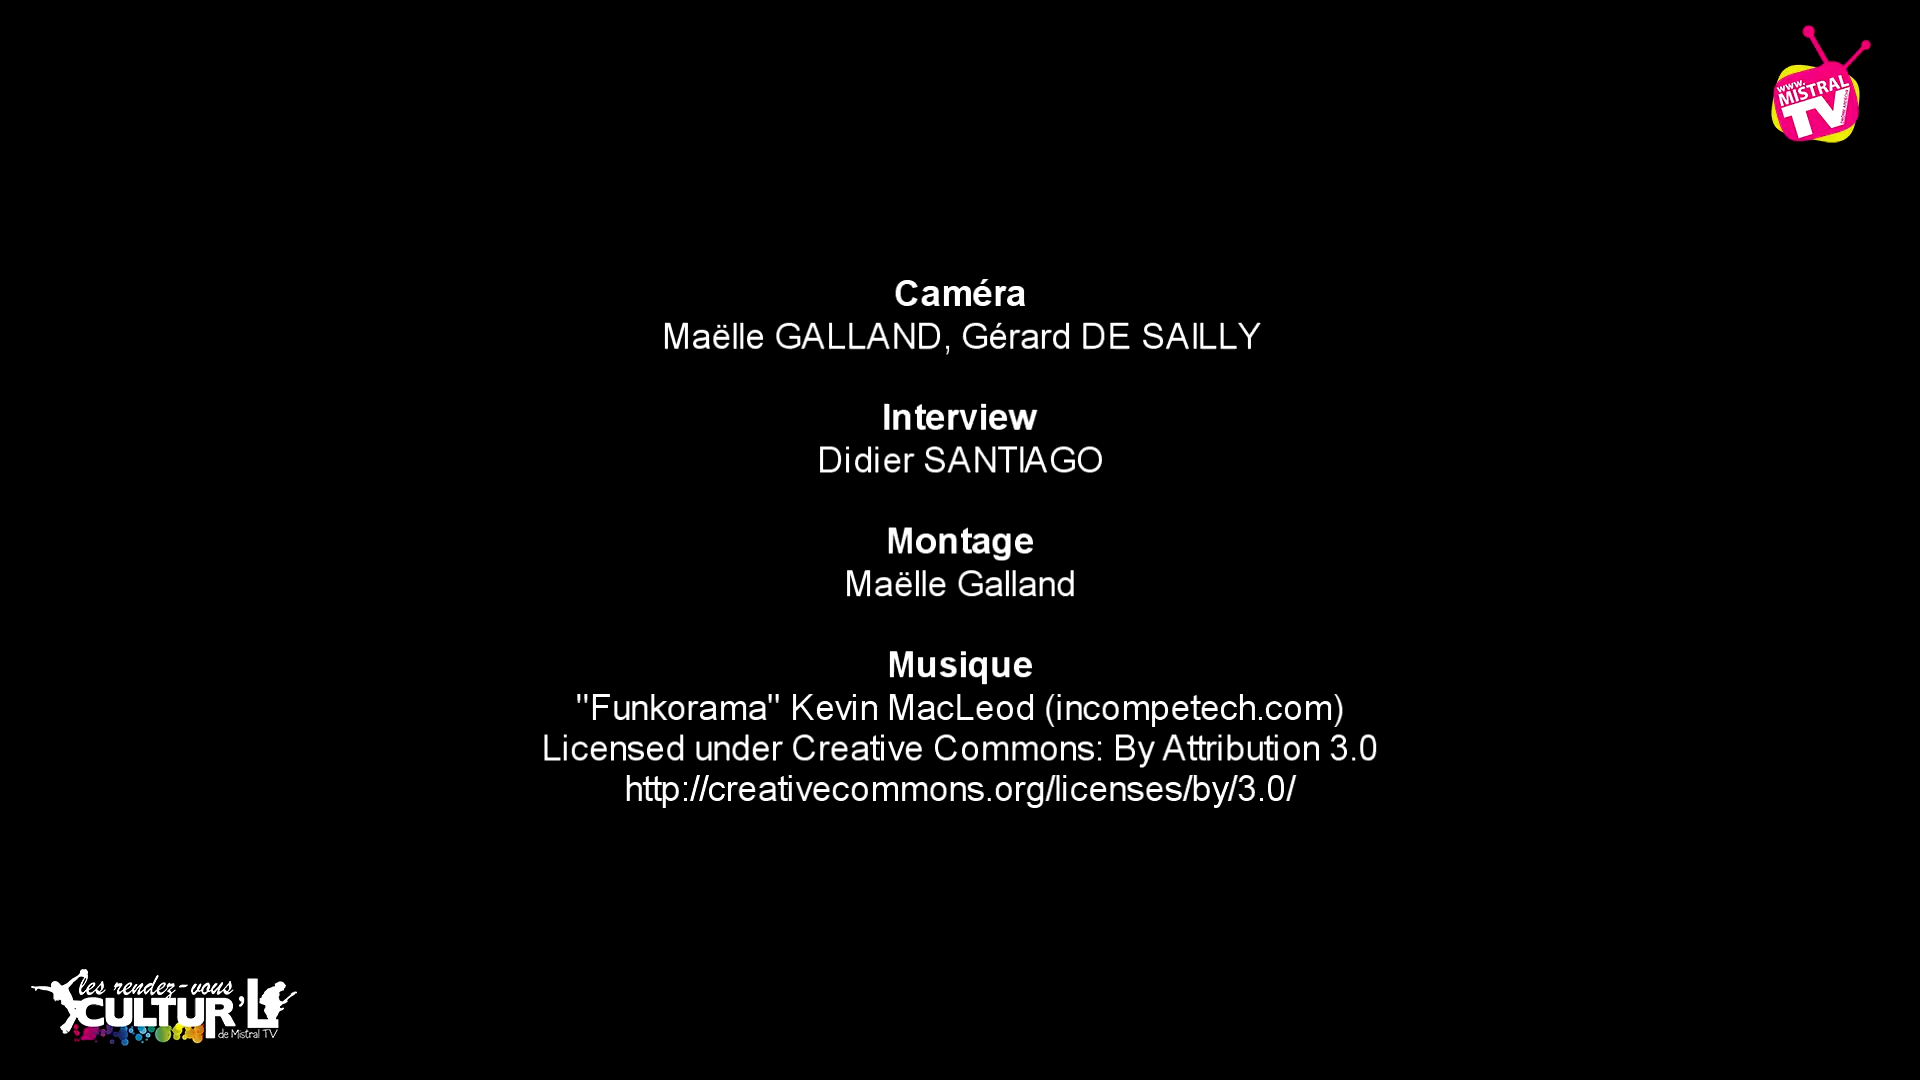 www.
MISTRAL
TV
Caméra
Maëlle GALLAND, Gérard DE SAILLY
Interview
Didier SANTIAGO
Montage
Maëlle Galland
Musique
"Funkorama" Kevin MacLeod (incompetech.com)
Licensed under Creative Commons: By Attribution 3.0
http://creativecommons.org/licenses/by/3.0/
les rendez-vous
CULTUR'L
de Mistral TV